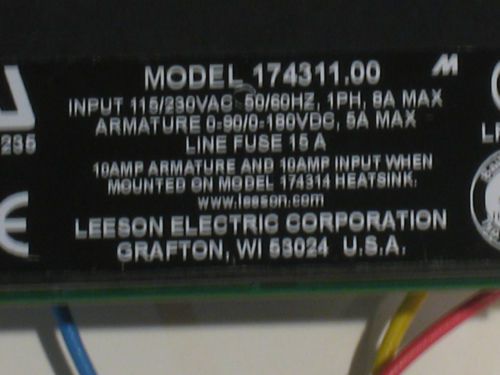 MODEL 174311.00
INPUT 115/230VAC 50/60HZ, 1PH, 8A MAX
ARMATURE 0-90/0-180VDC, 5A MAX
LINE FUSE 15 A
235
10AMP ARMATURE AND 10AMP INPUT WHEN
MOUNTED ON MODEL 174314 HEATSINK.
www.leeson.com
LEESON ELECTRIC CORPORATION
GRAFTON, WI 53024 U.S.A.
CE